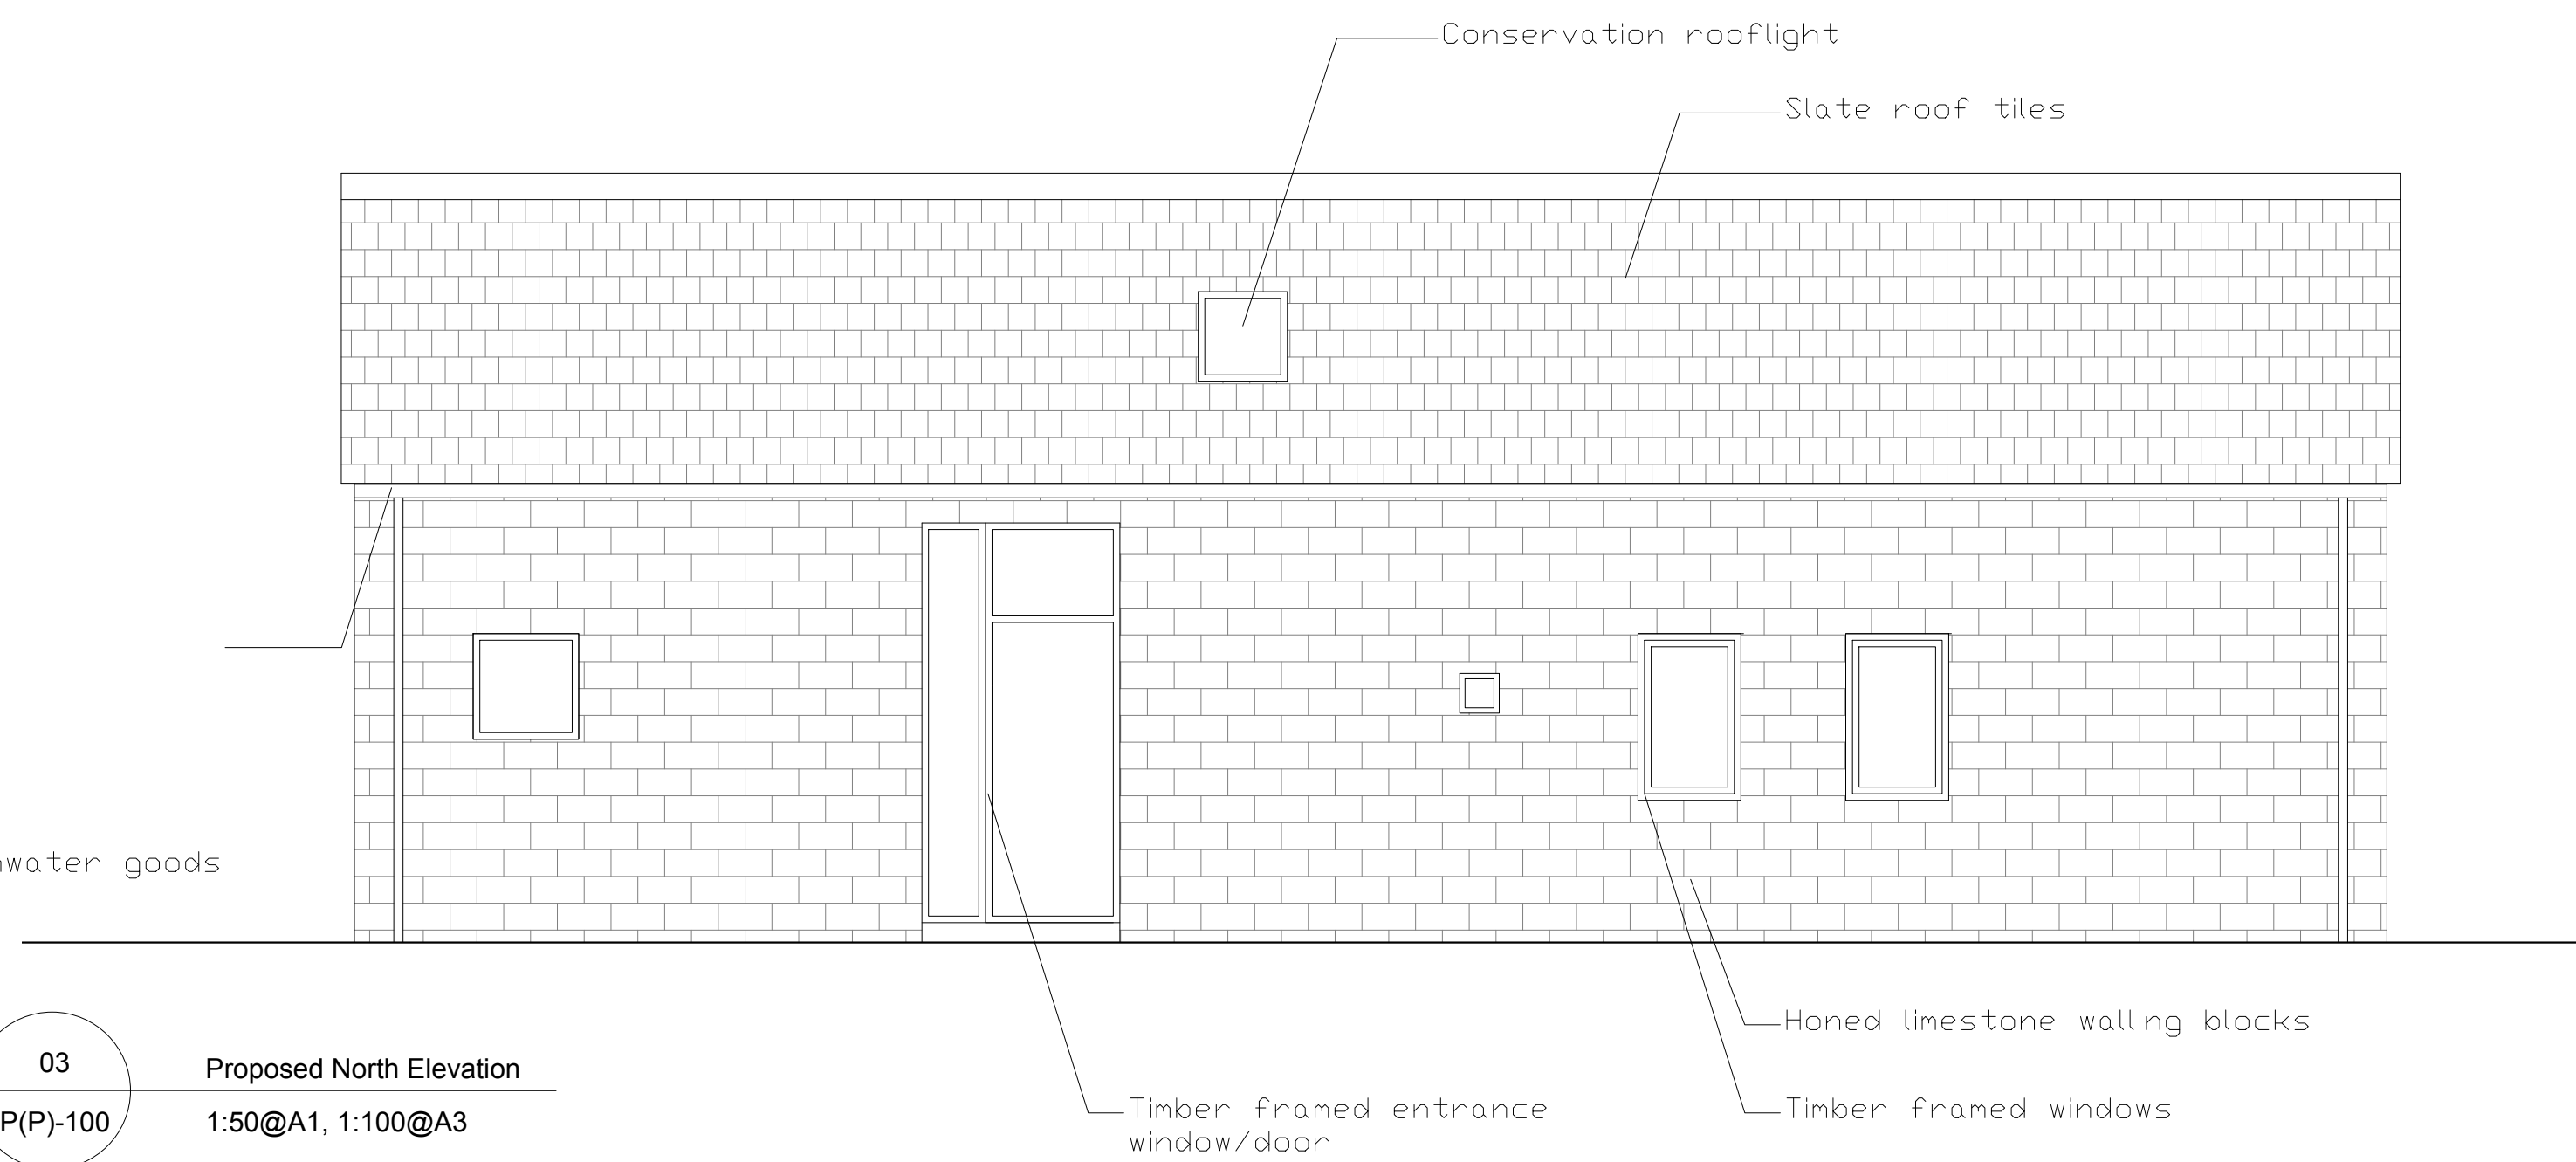 Conservation rooflight
Slate roof tiles
goods
Honed limestone walling blocks
Timber framed windows
Timber framed entrance
window/door
03
Proposed North Elevation
P(P)-100
1:50@A1, 1:100@A3